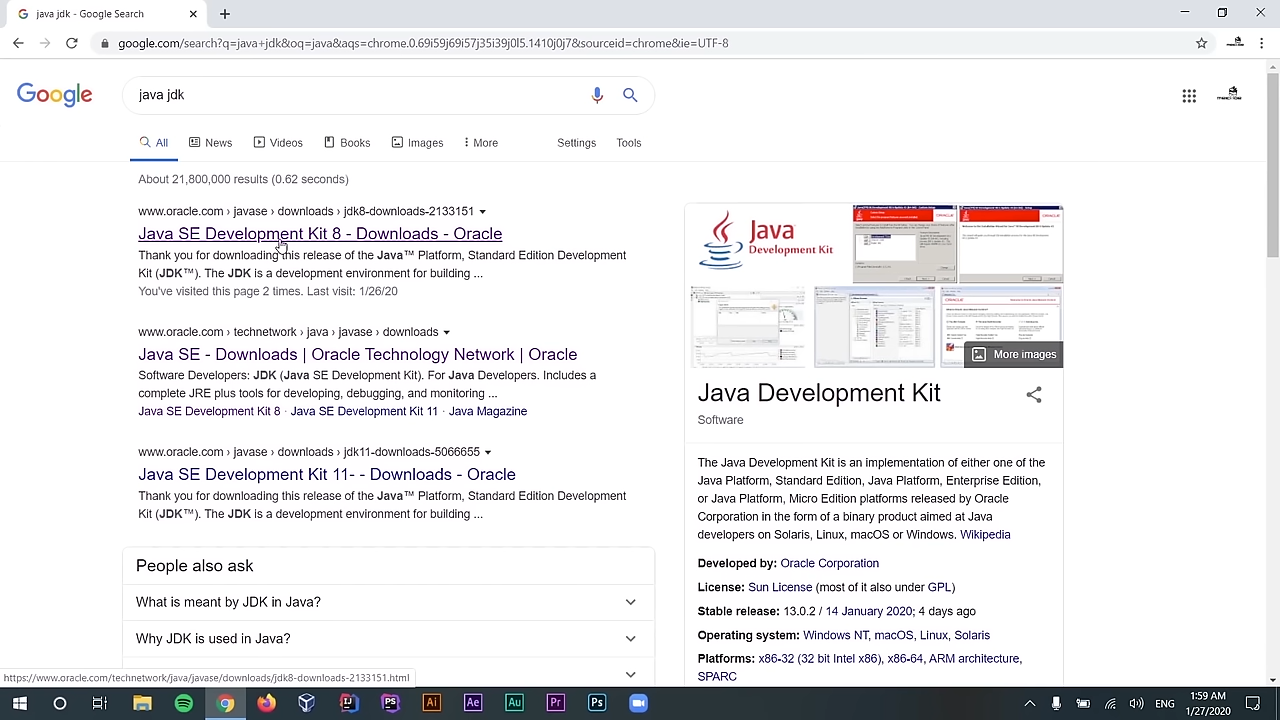 java jdk - Google Search
google.com/search?q=java+jdk&oq=java&aqs=chrome.0.69i59j69i57j35i39j0l5.1410j0j7&sourceid=chrome&ie=UTF-8
Google
java jdk
All News Videos Books Images More Settings Tools
About 21,800,000 results (0.62 seconds)
Java SE Development Kit 8 - Downloads - Oracle
Thank you for downloading this release of the Java™ Platform, Standard Edition Development
Kit (JDK™). The JDK is a development environment for building ...
You've visited this page 2 times. Last visit: 1/26/20
www.oracle.com › technetwork › java › javase › downloads
Java SE - Downloads | Oracle Technology Network | Oracle
Software Developers: JDK (Java SE Development Kit). For Java Developers. Includes a
complete JRE plus tools for developing, debugging, and monitoring ...
Java SE Development Kit 8 · Java SE Development Kit 11 · Java Magazine
www.oracle.com › javase › downloads › jdk11-downloads-5066655
Java SE Development Kit 11- - Downloads - Oracle
Thank you for downloading this release of the Java™ Platform, Standard Edition Development
Kit (JDK™). The JDK is a development environment for building ...
People also ask
What is meant by JDK in Java?
Why JDK is used in Java?
https://www.oracle.com/technetwork/java/javase/downloads/jdk8-downloads-2133151.html
Java
Development Kit
More images
Java Development Kit
Software
The Java Development Kit is an implementation of either one of the
Java Platform, Standard Edition, Java Platform, Enterprise Edition,
or Java Platform, Micro Edition platforms released by Oracle
Corporation in the form of a binary product aimed at Java
developers on Solaris, Linux, macOS or Windows. Wikipedia
Developed by: Oracle Corporation
License: Sun License (most of it also under GPL)
Stable release: 13.0.2 / 14 January 2020; 4 days ago
Operating system: Windows NT, macOS, Linux, Solaris
Platforms: x86-32 (32 bit Intel x86), x86-64, ARM architecture,
SPARC
IJ PS Ai Ae Au Pr Ps
ENG
1:59 AM
1/27/2020